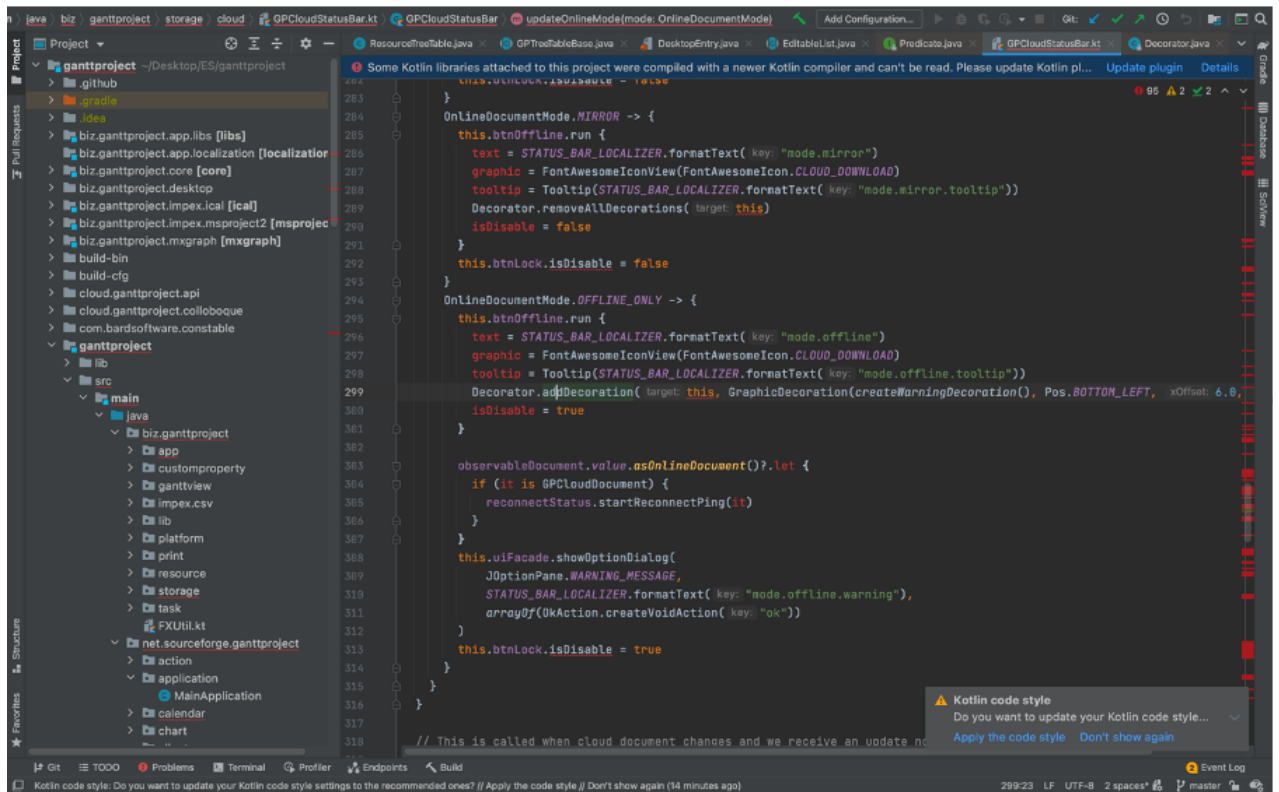 java biz ganttproject storage cloud GPCloudStatusBar.kt GPCloudStatusBar updateOnlineMode(mode: OnlineDocumentMode) Add Configuration... Git:
Project
ResourceTreeTable.java GPTreeTableBase.java DesktopEntry.java EditableList.java Predicate.java GPCloudStatusBar.kt Decorator.java
Some Kotlin libraries attached to this project were compiled with a newer Kotlin compiler and can't be read. Please update Kotlin pl... Update plugin Details
95 2 2
Project
Pull Requests
Structure
Favorites
Gradle
Database
SciView
ganttproject ~/Desktop/ES/ganttproject
.github
.gradle
.idea
biz.ganttproject.app.libs [libs]
biz.ganttproject.app.localization [localization
biz.ganttproject.core [core]
biz.ganttproject.desktop
biz.ganttproject.impex.ical [ical]
biz.ganttproject.impex.msproject2 [msprojec
biz.ganttproject.mxgraph [mxgraph]
build-bin
build-cfg
cloud.ganttproject.api
cloud.ganttproject.colloboque
com.bardsoftware.constable
ganttproject
lib
src
main
java
biz.ganttproject
app
customproperty
ganttview
impex.csv
lib
platform
print
resource
storage
task
FXUtil.kt
net.sourceforge.ganttproject
action
application
MainApplication
calendar
chart
282 this.btnLock.isDisable = false
283 }
284 OnlineDocumentMode.MIRROR -> {
285 this.btnOffline.run {
286 text = STATUS_BAR_LOCALIZER.formatText( key: "mode.mirror")
287 graphic = FontAwesomeIconView(FontAwesomeIcon.CLOUD_DOWNLOAD)
288 tooltip = Tooltip(STATUS_BAR_LOCALIZER.formatText( key: "mode.mirror.tooltip"))
289 Decorator.removeAllDecorations( target: this)
290 isDisable = false
291 }
292 this.btnLock.isDisable = false
293 }
294 OnlineDocumentMode.OFFLINE_ONLY -> {
295 this.btnOffline.run {
296 text = STATUS_BAR_LOCALIZER.formatText( key: "mode.offline")
297 graphic = FontAwesomeIconView(FontAwesomeIcon.CLOUD_DOWNLOAD)
298 tooltip = Tooltip(STATUS_BAR_LOCALIZER.formatText( key: "mode.offline.tooltip"))
299 Decorator.addDecoration( target: this, GraphicDecoration(createWarningDecoration(), Pos.BOTTOM_LEFT, xOffset: 6.0,
300 isDisable = true
301 }
302
303 observableDocument.value.asOnlineDocument()?.let {
304 if (it is GPCloudDocument) {
305 reconnectStatus.startReconnectPing(it)
306 }
307 }
308 this.uiFacade.showOptionDialog(
309 JOptionPane.WARNING_MESSAGE,
310 STATUS_BAR_LOCALIZER.formatText( key: "mode.offline.warning"),
311 arrayOf(OkAction.createVoidAction( key: "ok"))
312 )
313 this.btnLock.isDisable = true
314 }
315 }
316 }
317
318 // This is called when cloud document changes and we receive an update no
Kotlin code style
Do you want to update your Kotlin code style...
Apply the code style Don't show again
Git TODO Problems Terminal Profiler Endpoints Build 2 Event Log
Kotlin code style: Do you want to update your Kotlin code style settings to the recommended ones? // Apply the code style // Don't show again (14 minutes ago) 299:23 LF UTF-8 2 spaces* master